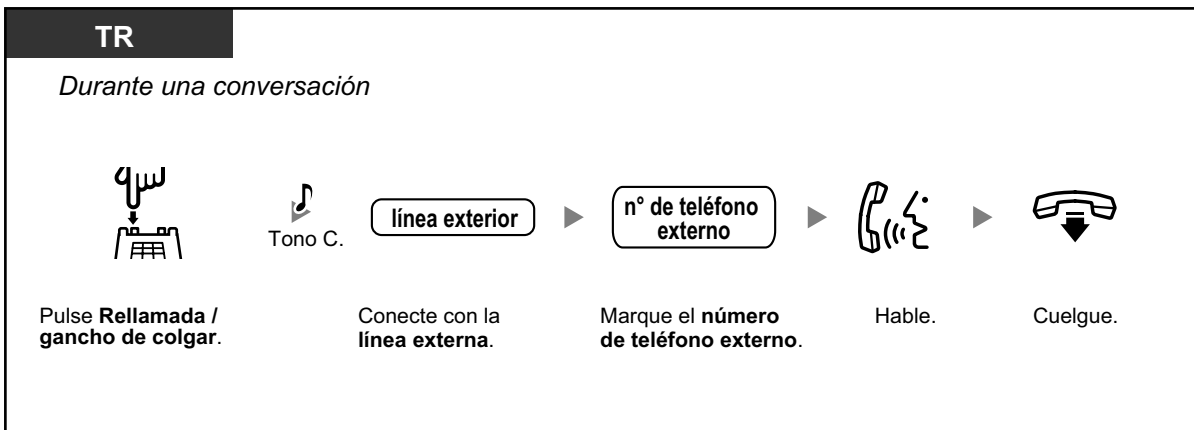 TR
Durante una conversación
Tono C.
línea exterior
n° de teléfono
externo
Pulse Rellamada /
gancho de colgar.
Conecte con la
línea externa.
Marque el número
de teléfono externo.
Hable.
Cuelgue.